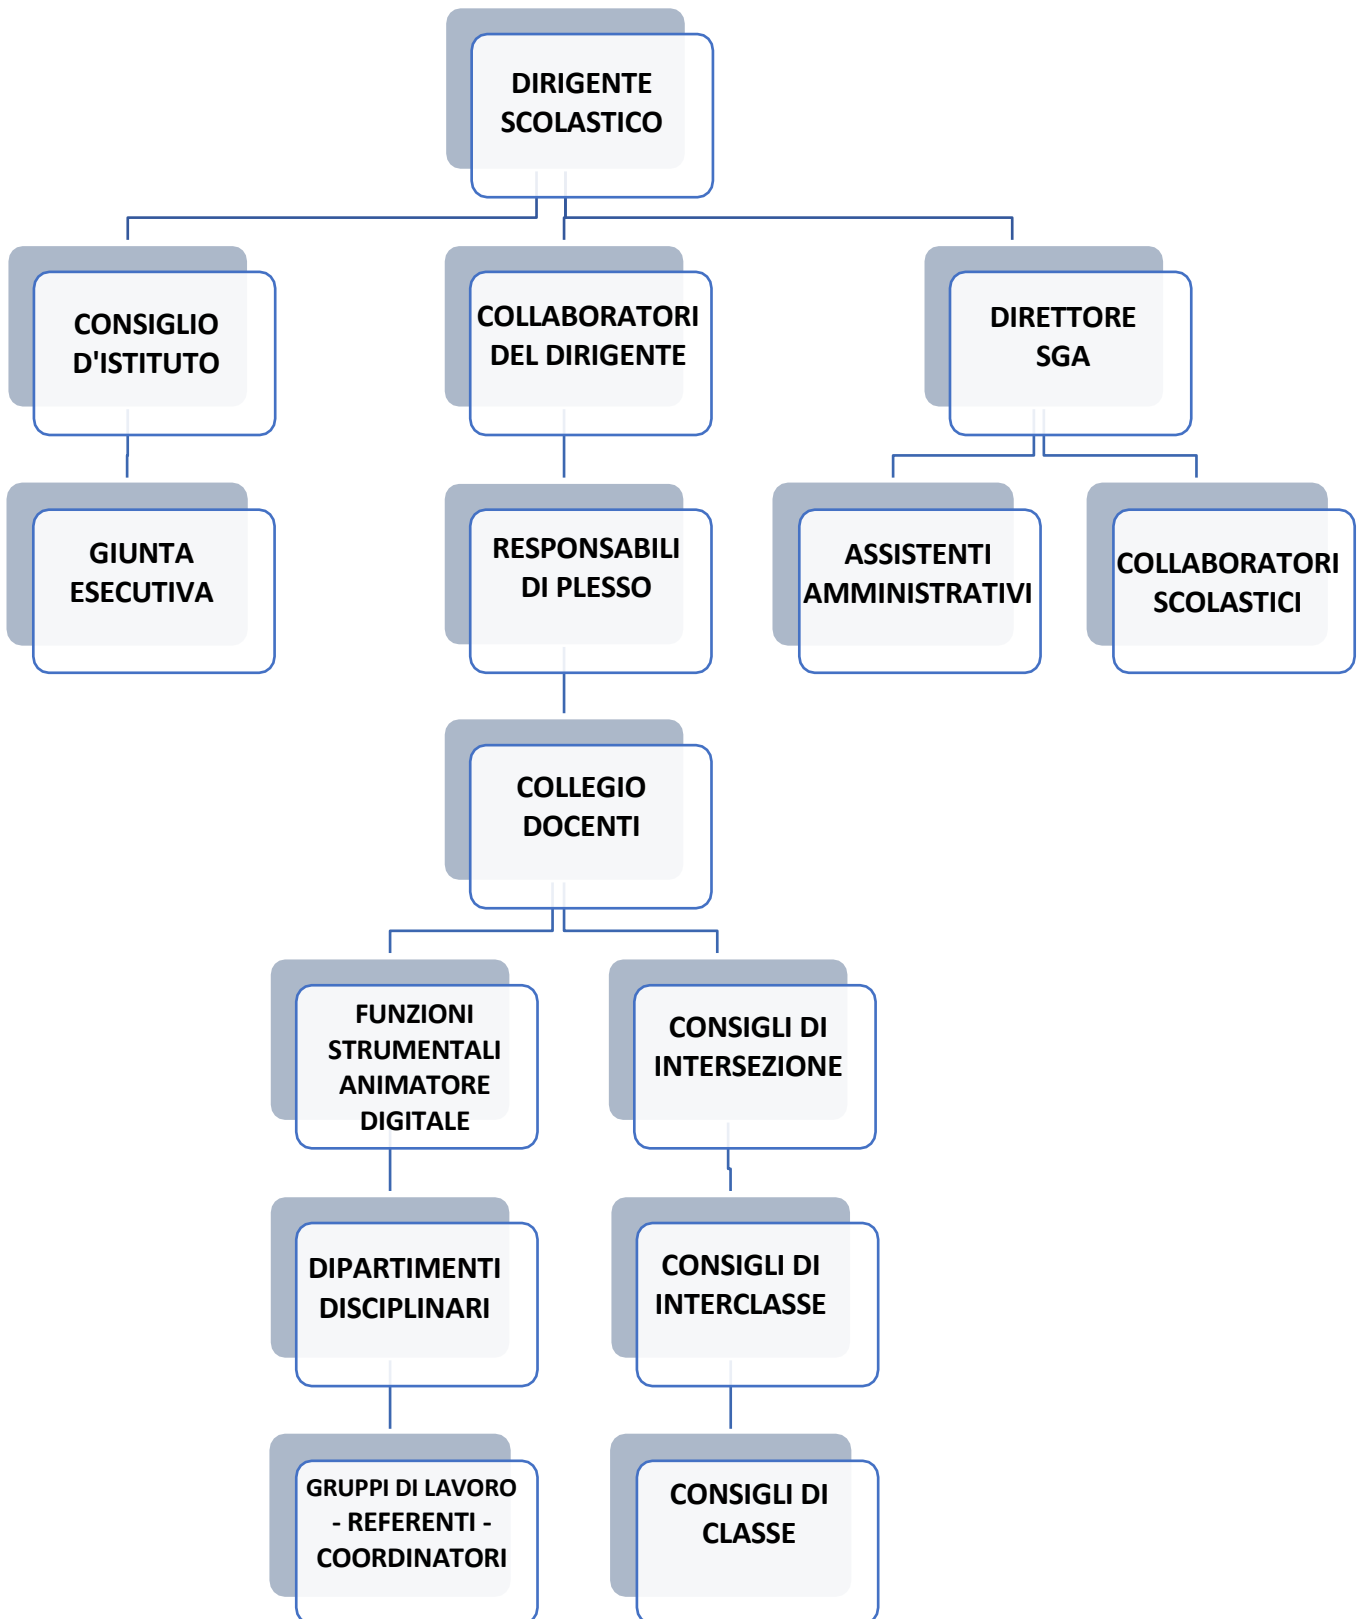 DIRIGENTE
SCOLASTICO
CONSIGLIO
D'ISTITUTO
COLLABORATORI
DEL DIRIGENTE
DIRETTORE
SGA
GIUNTA
ESECUTIVA
RESPONSABILI
DI PLESSO
ASSISTENTI
AMMINISTRATIVI
COLLABORATORI
SCOLASTICI
COLLEGIO
DOCENTI
FUNZIONI
STRUMENTALI
ANIMATORE
DIGITALE
CONSIGLI DI
INTERSEZIONE
DIPARTIMENTI
DISCIPLINARI
CONSIGLI DI
INTERCLASSE
GRUPPI DI LAVORO
- REFERENTI -
COORDINATORI
CONSIGLI DI
CLASSE